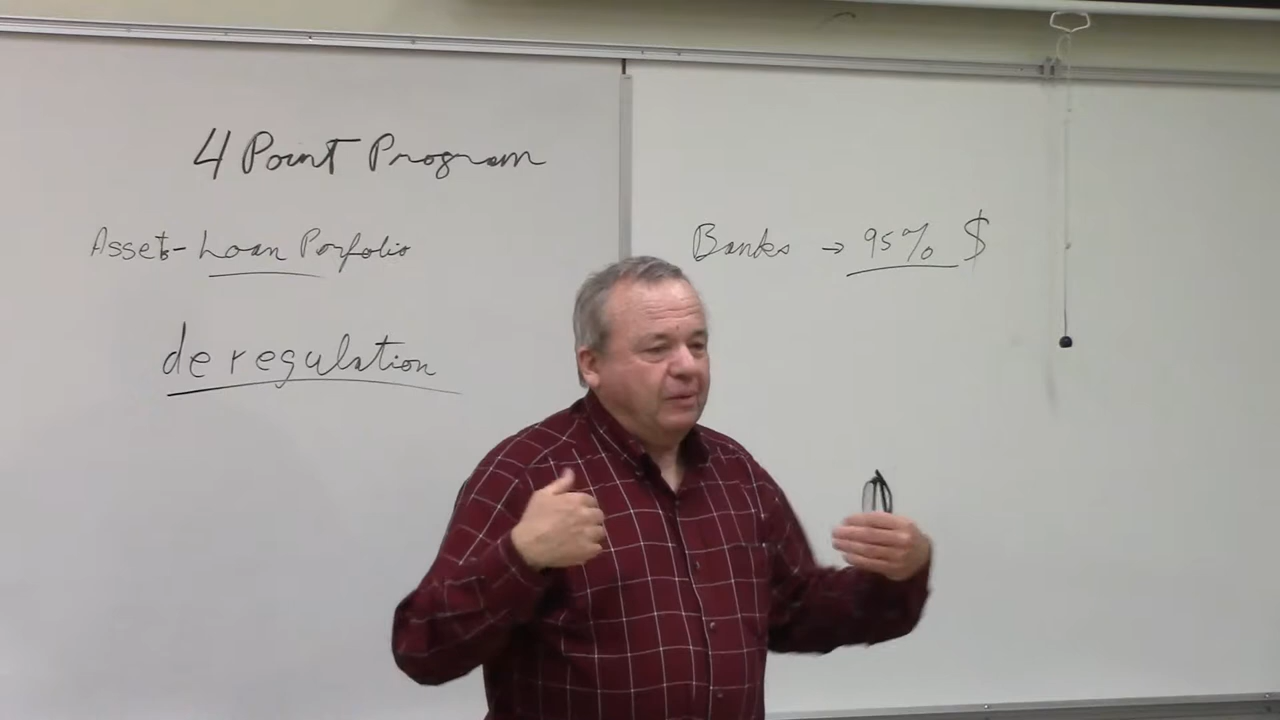 4 Point Program
Assets-Loan Porfolio
deregulation
Banks → 95% $